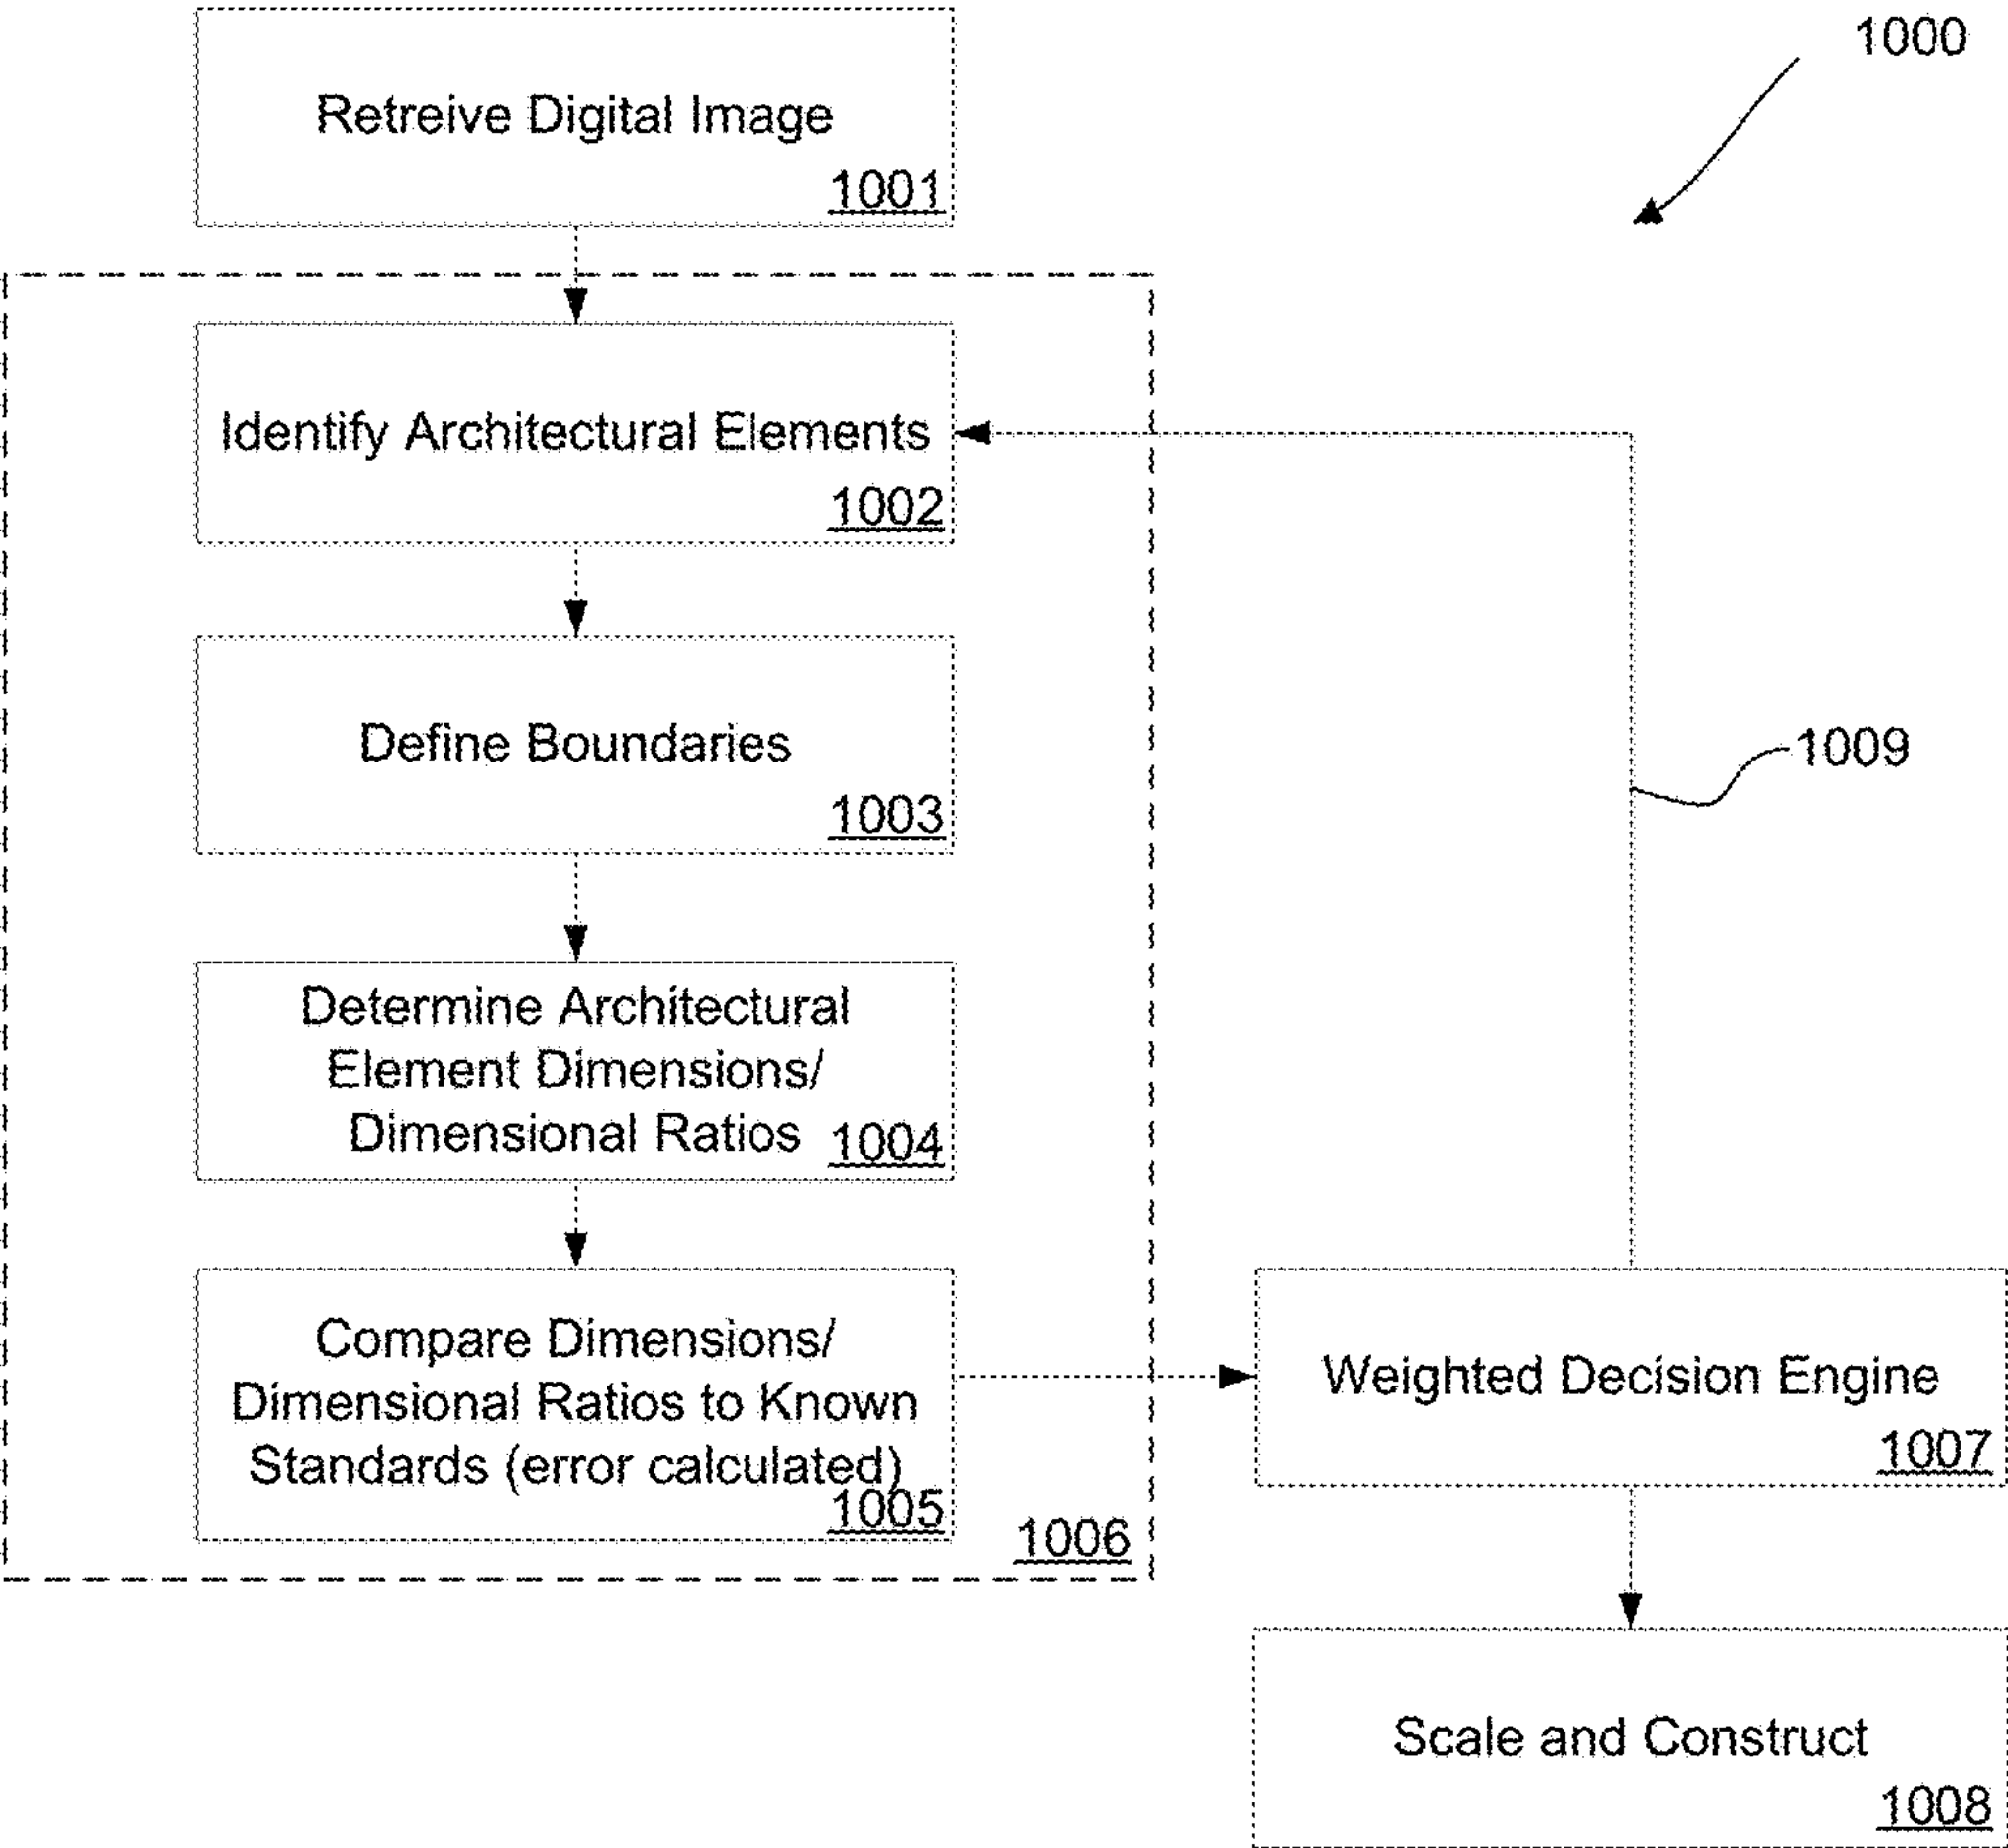 1000
Retreive Digital Image
1001
Identify Architectural Elements
1002
Define Boundaries
1003
1009
Determine Architectural
Element Dimensions/
Dimensional Ratios
1004
Compare Dimensions/
Dimensional Ratios to Known
Standards (error calculated)
1005
1006
Weighted Decision Engine
1007
Scale and Construct
1008